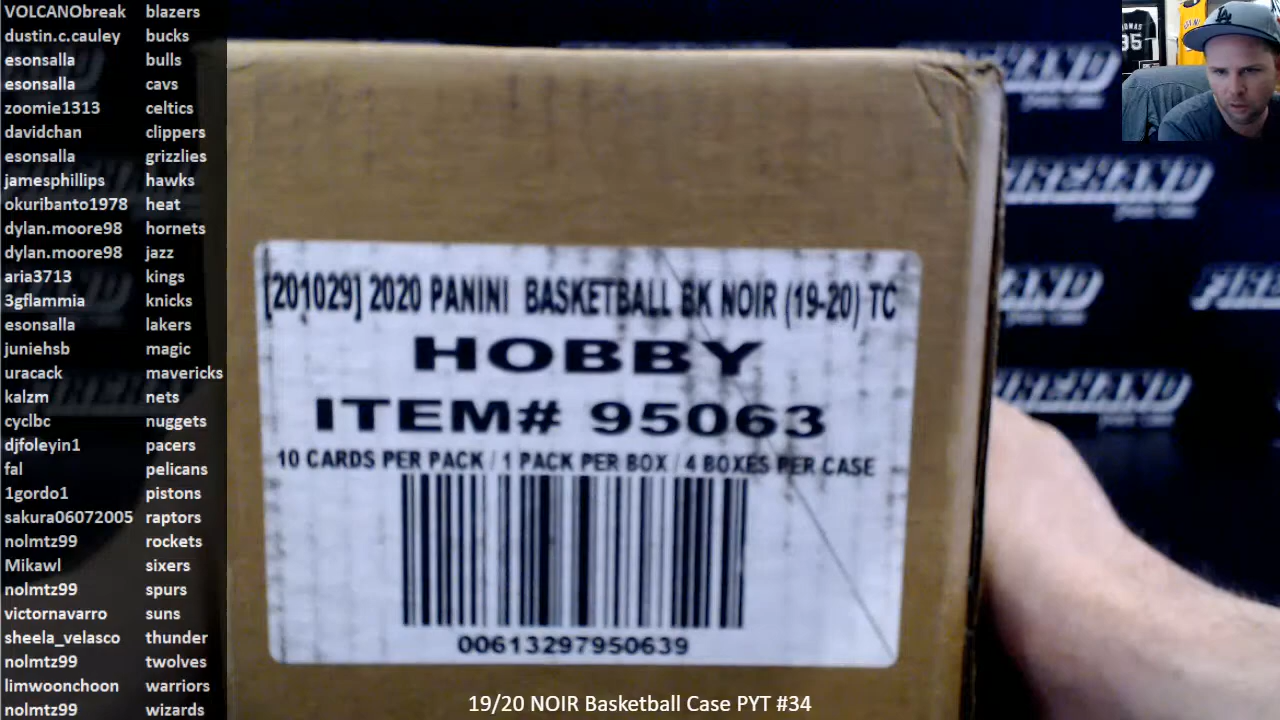 VOLCANObreak blazers
dustin.c.cauley bucks
esonsalla bulls
esonsalla cavs
zoomie1313 celtics
davidchan clippers
esonsalla grizzlies
jamesphillips hawks
okuribanto1978 heat
dylan.moore98 hornets
dylan.moore98 jazz
aria3713 kings
3gflammia knicks
esonsalla lakers
juniehsb magic
uracack mavericks
kalzm nets
cyclbc nuggets
djfoleyin1 pacers
fal pelicans
1gordo1 pistons
sakura06072005 raptors
nolmtz99 rockets
Mikawl sixers
nolmtz99 spurs
victornavarro suns
sheela_velasco thunder
nolmtz99 twolves
limwoonchoon warriors
nolmtz99 wizards
[201029] 2020 PANINI BASKETBALL BK NOIR (19-20) TC
HOBBY
ITEM# 95063
10 CARDS PER PACK / 1 PACK PER BOX / 4 BOXES PER CASE
00613297950639
19/20 NOIR Basketball Case PYT #34
FIREHAND
LA
35